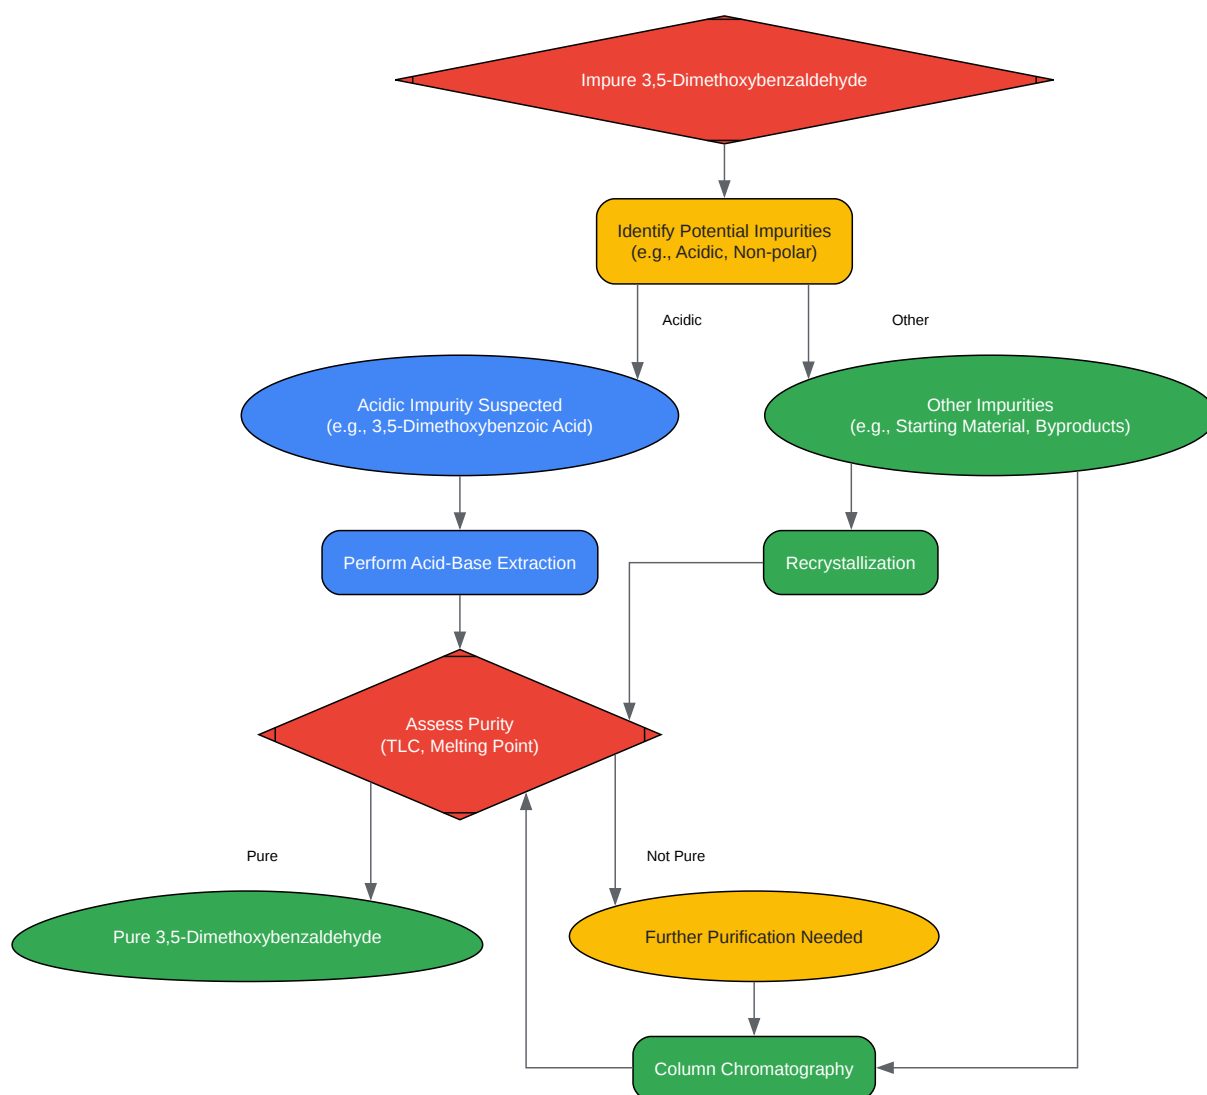 Impure 3,5-Dimethoxybenzaldehyde
Identify Potential Impurities
(e.g., Acidic, Non-polar)
Acidic
Other
Acidic Impurity Suspected
(e.g., 3,5-Dimethoxybenzoic Acid)
Other Impurities
(e.g., Starting Material, Byproducts)
Perform Acid-Base Extraction
Recrystallization
Assess Purity
(TLC, Melting Point)
Pure
Not Pure
Pure 3,5-Dimethoxybenzaldehyde
Further Purification Needed
Column Chromatography